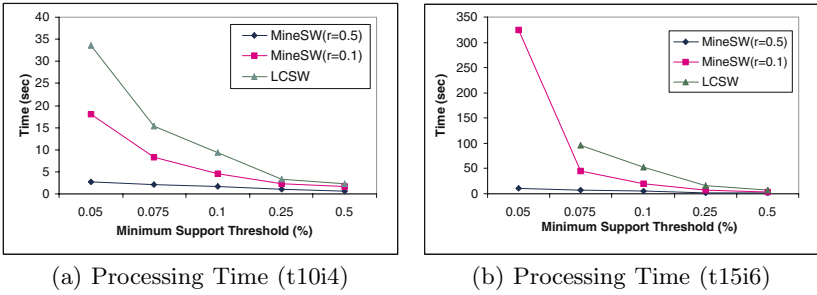 40
35
30
25
20
15
10
5
0
Time (sec)
MineSW(r=0.5)
MineSW(r=0.1)
LCSW
0.05 0.075 0.1 0.25 0.5
Minimum Support Threshold (%)
(a) Processing Time (t10i4)
350
300
250
200
150
100
50
0
Time (sec)
MineSW(r=0.5)
MineSW(r=0.1)
LCSW
0.05 0.075 0.1 0.25 0.5
Minimum Support Threshold (%)
(b) Processing Time (t15i6)